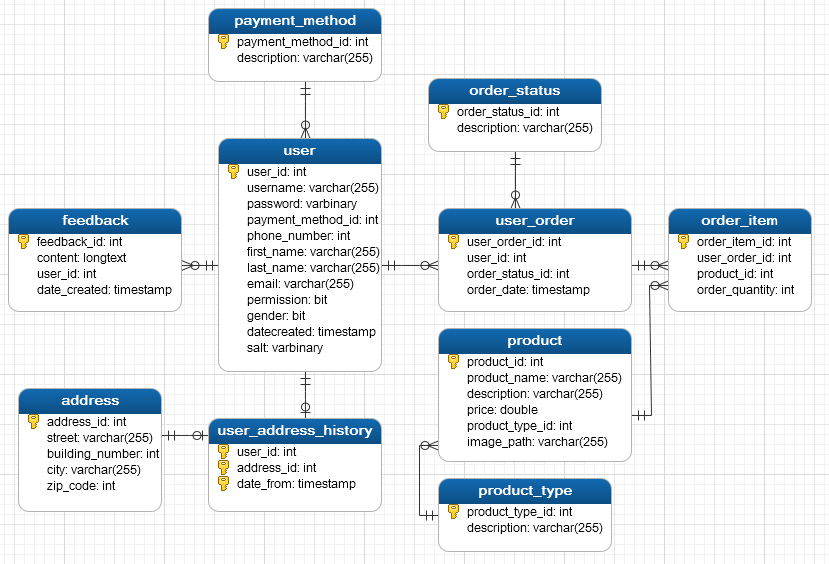 payment_method
payment_method_id: int
description: varchar(255)
order_status
order_status_id: int
description: varchar(255)
user
user_id: int
username: varchar(255)
password: varbinary
payment_method_id: int
phone_number: int
first_name: varchar(255)
last_name: varchar(255)
email: varchar(255)
permission: bit
gender: bit
datecreated: timestamp
salt: varbinary
feedback
feedback_id: int
content: longtext
user_id: int
date_created: timestamp
user_order
user_order_id: int
user_id: int
order_status_id: int
order_date: timestamp
order_item
order_item_id: int
user_order_id: int
product_id: int
order_quantity: int
product
product_id: int
product_name: varchar(255)
description: varchar(255)
price: double
product_type_id: int
image_path: varchar(255)
address
address_id: int
street: varchar(255)
building_number: int
city: varchar(255)
zip_code: int
user_address_history
user_id: int
address_id: int
date_from: timestamp
product_type
product_type_id: int
description: varchar(255)